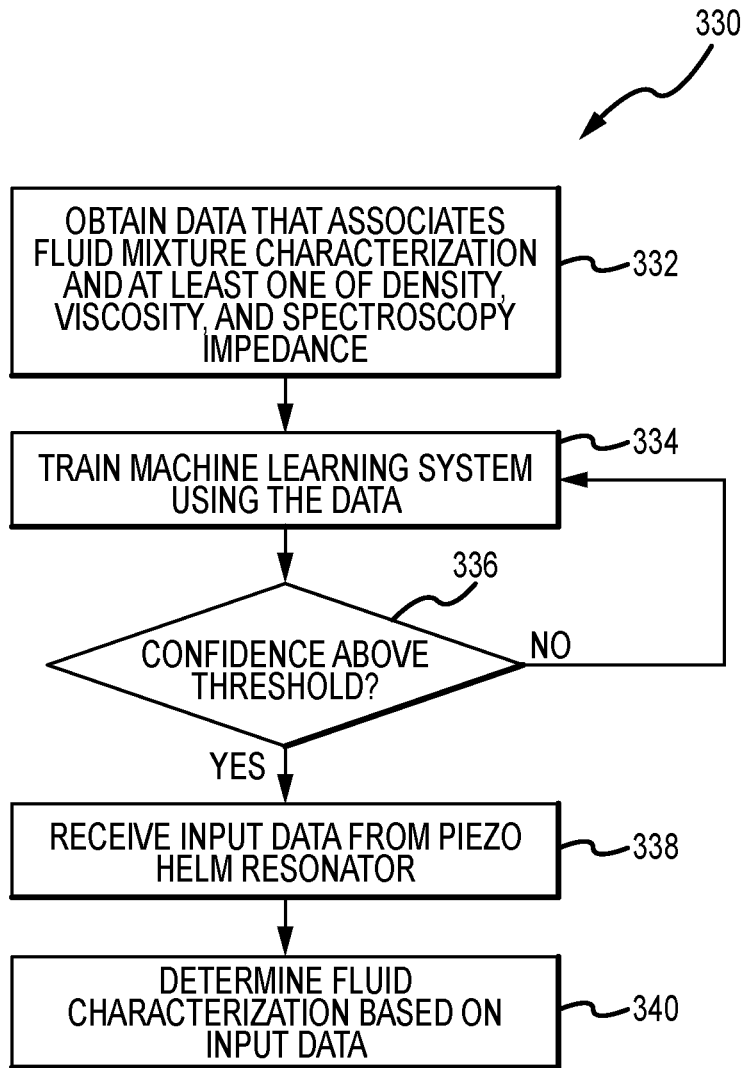 330
OBTAIN DATA THAT ASSOCIATES
FLUID MIXTURE CHARACTERIZATION
AND AT LEAST ONE OF DENSITY,
VISCOSITY, AND SPECTROSCOPY
IMPEDANCE
332
TRAIN MACHINE LEARNING SYSTEM
USING THE DATA
334
336
CONFIDENCE ABOVE
THRESHOLD?
NO
YES
RECEIVE INPUT DATA FROM PIEZO
HELM RESONATOR
338
DETERMINE FLUID
CHARACTERIZATION BASED ON
INPUT DATA
340